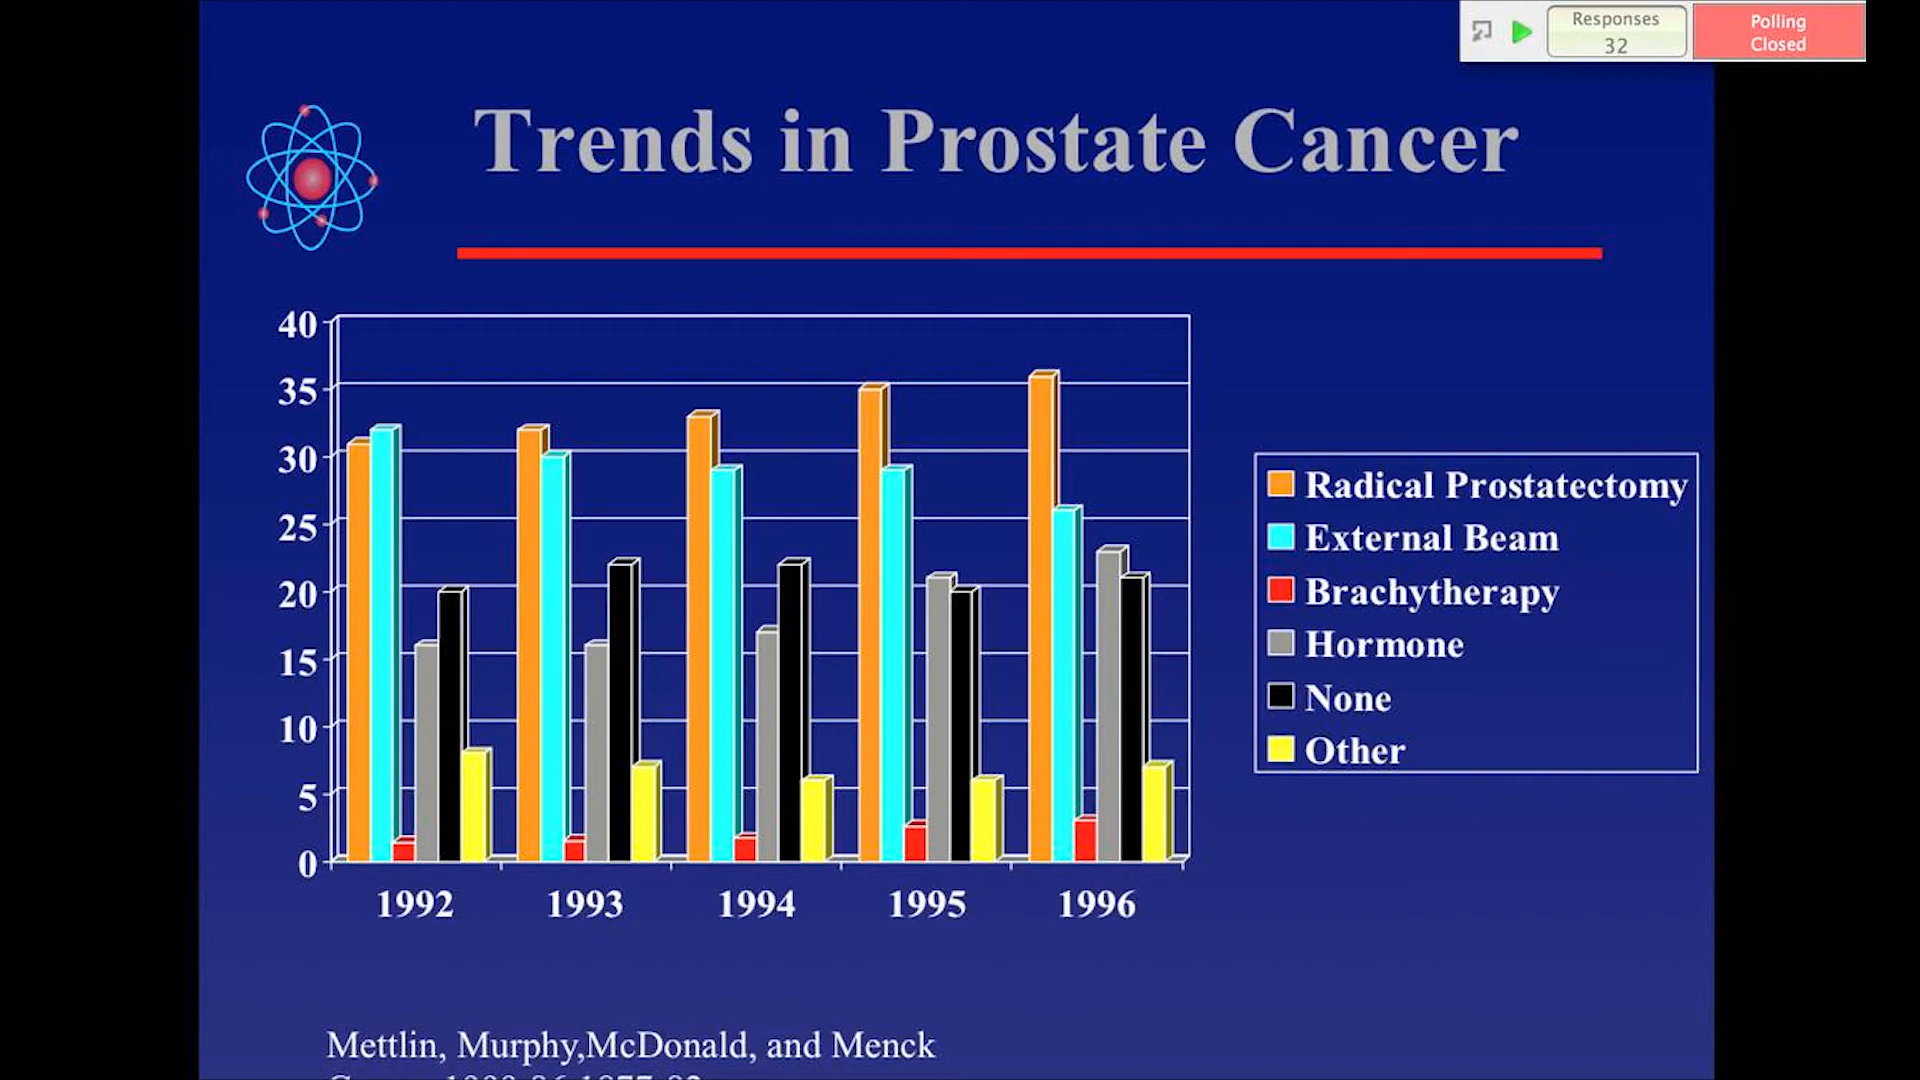 Responses
32
Polling
Closed
Trends in Prostate Cancer
40
35
30
25
20
15
10
5
0
1992 1993 1994 1995 1996
Radical Prostatectomy
External Beam
Brachytherapy
Hormone
None
Other
Mettlin, Murphy,McDonald, and Menck